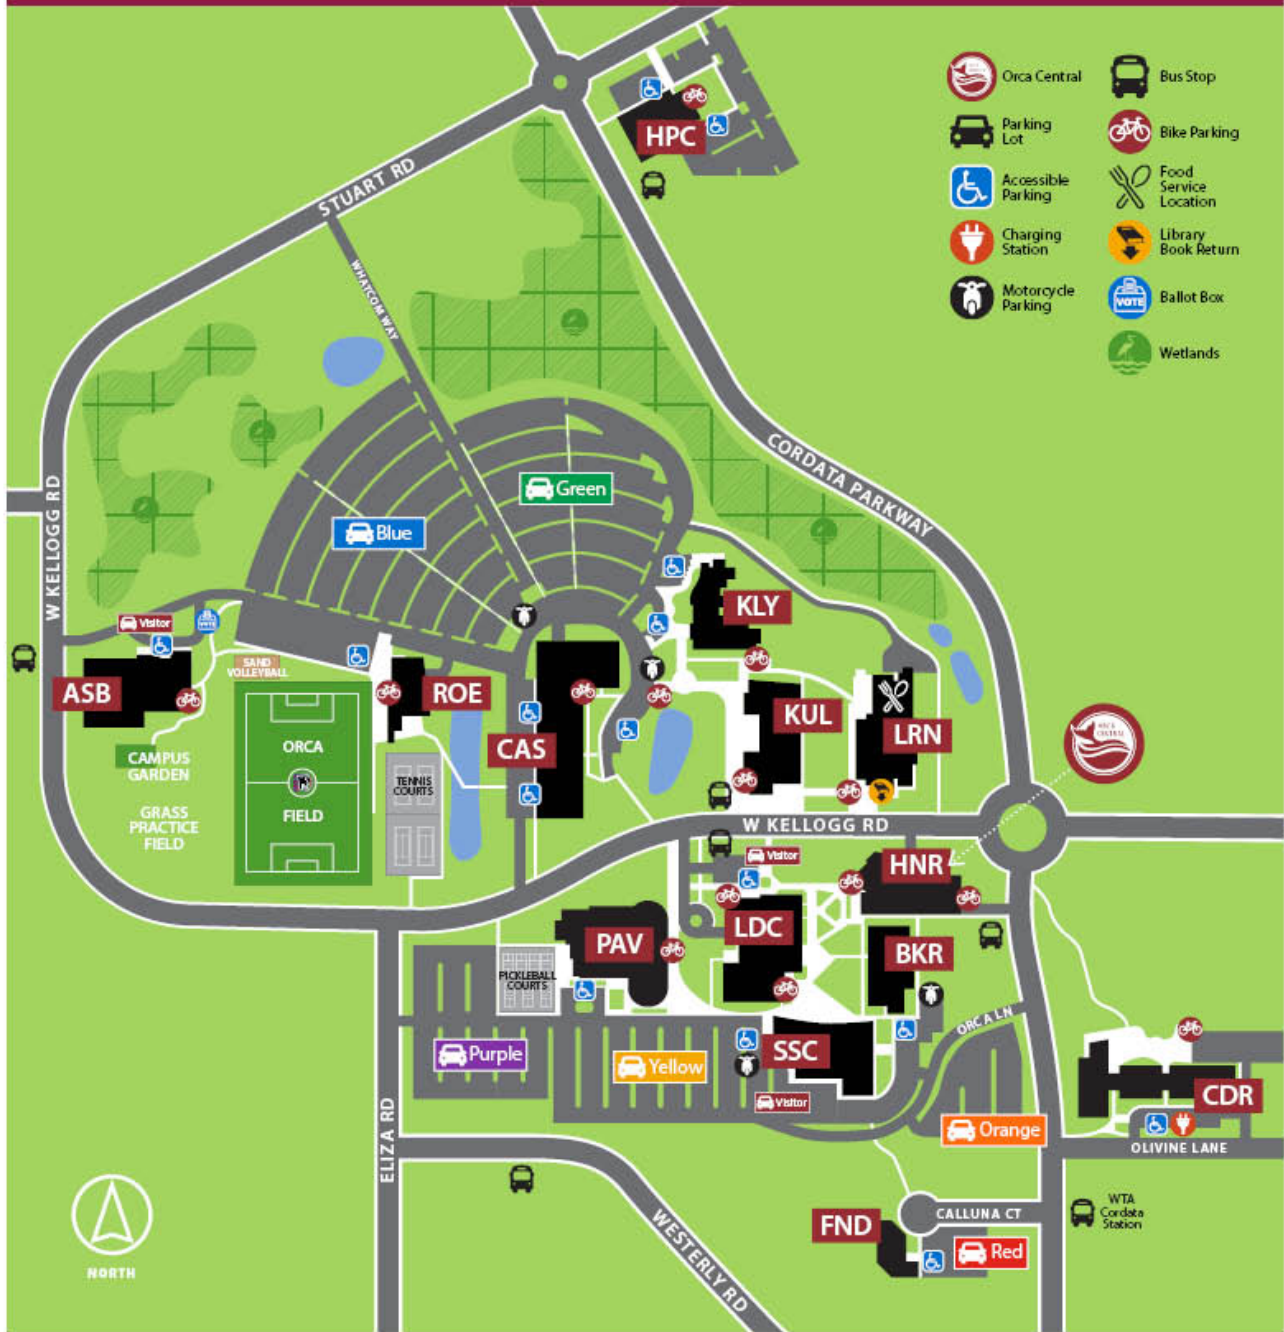 Orca Central
Bus Stop
Parking
Lot
Bike Parking
Accessible
Parking
Food
Service
Location
Charging
Station
Library
Book Return
Motorcycle
Parking
VOTE
Ballot Box
Wetlands
HPC
STUART RD
WHATCOM WAY
CORDATA PARKWAY
W KELLOGG RD
Green
Blue
Visitor
VOTE
KLY
SAND
VOLLEYBALL
ASB
ROE
KUL
LRN
CAS
ORCA
CENTRAL
CAMPUS
GARDEN
ORCA
FIELD
TENNIS
COURTS
GRASS
PRACTICE
FIELD
W KELLOGG RD
Visitor
HNR
LDC
PAV
BKR
PICKLEBALL
COURTS
ORCA LN
Purple
Yellow
SSC
Visitor
CDR
Orange
ELIZA RD
OLIVINE LANE
WTA
Cordata
Station
CALLUNA CT
FND
Red
WESTERLY RD
NORTH